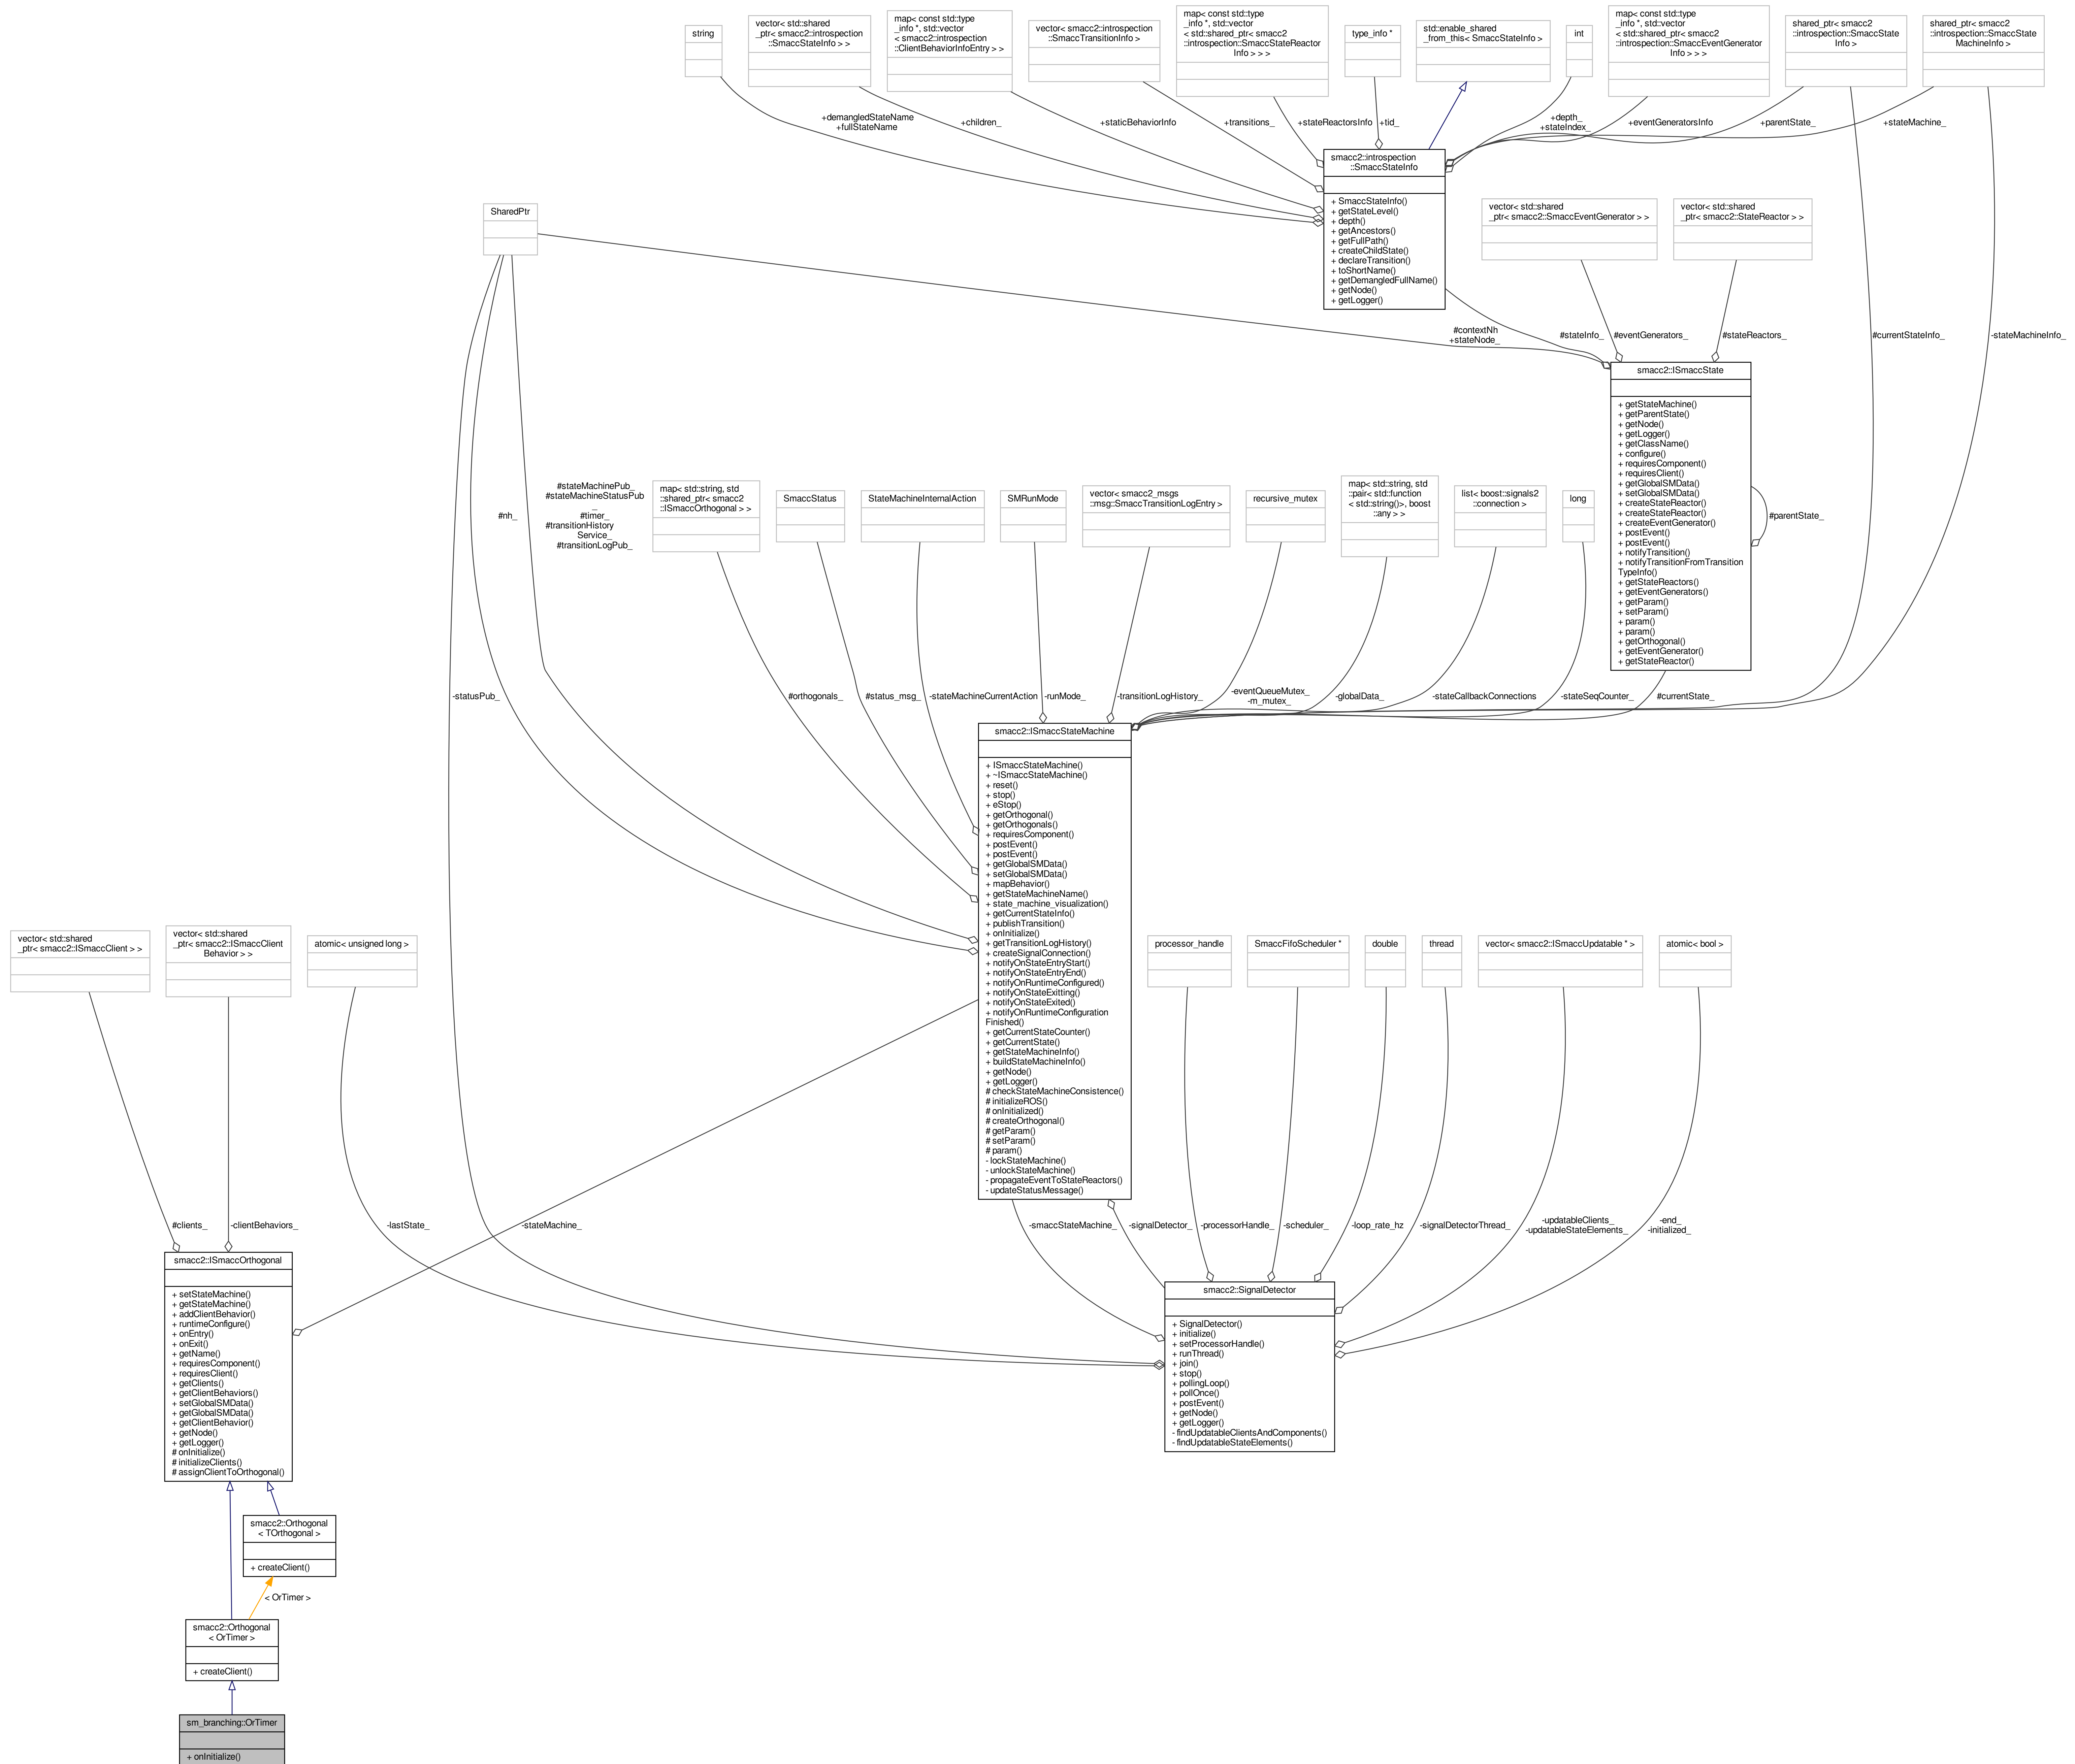 string
vector< std::shared
_ptr< smacc2::introspection
::SmaccStateInfo > >
map< const std::type
_info *, std::vector
< smacc2::introspection
::ClientBehaviorInfoEntry > >
vector< smacc2::introspection
::SmaccTransitionInfo >
map< const std::type
_info *, std::vector
< std::shared_ptr< smacc2
::introspection::SmaccStateReactor
Info > > >
type_info *
std::enable_shared
_from_this< SmaccStateInfo >
int
map< const std::type
_info *, std::vector
< std::shared_ptr< smacc2
::introspection::SmaccEventGenerator
Info > > >
shared_ptr< smacc2
::introspection::SmaccState
Info >
shared_ptr< smacc2
::introspection::SmaccState
MachineInfo >
+demangledStateName
+fullStateName
+children_
+staticBehaviorInfo
+transitions_
+stateReactorsInfo
+tid_
+depth_
+stateIndex_
+eventGeneratorsInfo
+parentState_
+stateMachine_
smacc2::introspection
::SmaccStateInfo
+ SmaccStateInfo()
+ getStateLevel()
+ depth()
+ getAncestors()
+ getFullPath()
+ createChildState()
+ declareTransition()
+ toShortName()
+ getDemangledFullName()
+ getNode()
+ getLogger()
SharedPtr
vector< std::shared
_ptr< smacc2::SmaccEventGenerator > >
vector< std::shared
_ptr< smacc2::StateReactor > >
#contextNh
+stateNode_
#stateInfo_
#eventGenerators_
#stateReactors_
#currentStateInfo_
-stateMachineInfo_
smacc2::ISmaccState
+ getStateMachine()
+ getParentState()
+ getNode()
+ getLogger()
+ getClassName()
+ configure()
+ requiresComponent()
+ requiresClient()
+ getGlobalSMData()
+ setGlobalSMData()
+ createStateReactor()
+ createStateReactor()
+ createEventGenerator()
+ postEvent()
+ postEvent()
+ notifyTransition()
+ notifyTransitionFromTransition
TypeInfo()
+ getStateReactors()
+ getEventGenerators()
+ getParam()
+ setParam()
+ param()
+ param()
+ getOrthogonal()
+ getEventGenerator()
+ getStateReactor()
#parentState_
#nh_
#stateMachinePub_
#stateMachineStatusPub
_
#timer_
#transitionHistory
Service_
#transitionLogPub_
map< std::string, std
::shared_ptr< smacc2
::ISmaccOrthogonal > >
SmaccStatus
StateMachineInternalAction
SMRunMode
vector< smacc2_msgs
::msg::SmaccTransitionLogEntry >
recursive_mutex
map< std::string, std
::pair< std::function
< std::string()>, boost
::any > >
list< boost::signals2
::connection >
long
-statusPub_
#orthogonals_
#status_msg_
-stateMachineCurrentAction
-runMode_
-transitionLogHistory_
-eventQueueMutex_
-m_mutex_
-globalData_
-stateCallbackConnections
-stateSeqCounter_
#currentState_
smacc2::ISmaccStateMachine
+ ISmaccStateMachine()
+ ~ISmaccStateMachine()
+ reset()
+ stop()
+ eStop()
+ getOrthogonal()
+ getOrthogonals()
+ requiresComponent()
+ postEvent()
+ postEvent()
+ getGlobalSMData()
+ setGlobalSMData()
+ mapBehavior()
+ getStateMachineName()
+ state_machine_visualization()
+ getCurrentStateInfo()
+ publishTransition()
+ onInitialize()
+ getTransitionLogHistory()
+ createSignalConnection()
+ notifyOnStateEntryStart()
+ notifyOnStateEntryEnd()
+ notifyOnRuntimeConfigured()
+ notifyOnStateExitting()
+ notifyOnStateExited()
+ notifyOnRuntimeConfiguration
Finished()
+ getCurrentStateCounter()
+ getCurrentState()
+ getStateMachineInfo()
+ buildStateMachineInfo()
+ getNode()
+ getLogger()
# checkStateMachineConsistence()
# initializeROS()
# onInitialized()
# createOrthogonal()
# getParam()
# setParam()
# param()
- lockStateMachine()
- unlockStateMachine()
- propagateEventToStateReactors()
- updateStatusMessage()
vector< std::shared
_ptr< smacc2::ISmaccClient > >
vector< std::shared
_ptr< smacc2::ISmaccClient
Behavior > >
atomic< unsigned long >
processor_handle
SmaccFifoScheduler *
double
thread
vector< smacc2::ISmaccUpdatable * >
atomic< bool >
#clients_
-clientBehaviors_
-lastState_
-stateMachine_
-smaccStateMachine_
-signalDetector_
-processorHandle_
-scheduler_
-loop_rate_hz
-signalDetectorThread_
-updatableClients_
-updatableStateElements_
-end_
-initialized_
smacc2::ISmaccOrthogonal
+ setStateMachine()
+ getStateMachine()
+ addClientBehavior()
+ runtimeConfigure()
+ onEntry()
+ onExit()
+ getName()
+ requiresComponent()
+ requiresClient()
+ getClients()
+ getClientBehaviors()
+ setGlobalSMData()
+ getGlobalSMData()
+ getClientBehavior()
+ getNode()
+ getLogger()
# onInitialize()
# initializeClients()
# assignClientToOrthogonal()
smacc2::SignalDetector
+ SignalDetector()
+ initialize()
+ setProcessorHandle()
+ runThread()
+ join()
+ stop()
+ pollingLoop()
+ pollOnce()
+ postEvent()
+ getNode()
+ getLogger()
- findUpdatableClientsAndComponents()
- findUpdatableStateElements()
smacc2::Orthogonal
< TOrthogonal >
+ createClient()
< OrTimer >
smacc2::Orthogonal
< OrTimer >
+ createClient()
sm_branching::OrTimer
+ onInitialize()